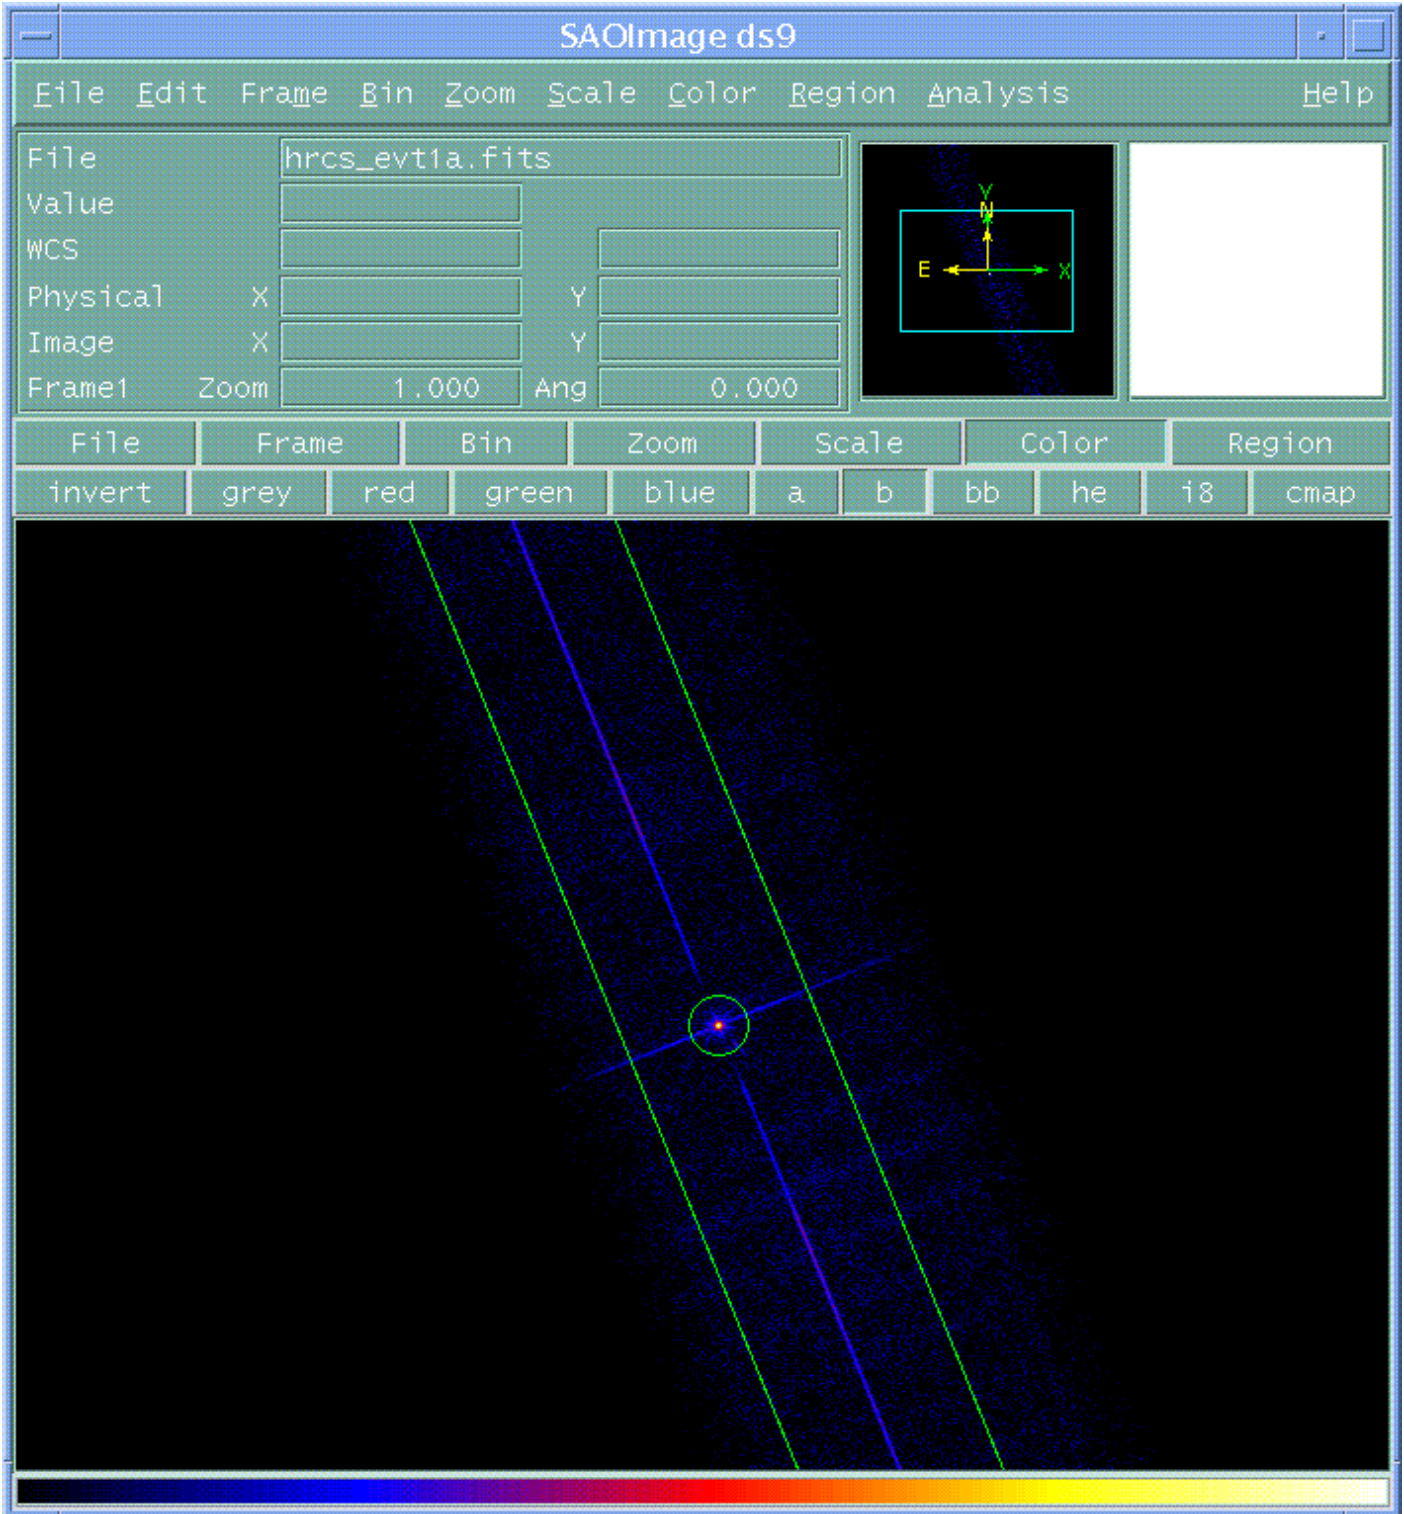 SAOImage ds9
File Edit Frame Bin Zoom Scale Color Region Analysis Help
File hrcs_evt1a.fits
Value
WCS
Physical X Y
Image X Y
Frame1 Zoom 1.000 Ang 0.000
Y
N
E X
File Frame Bin Zoom Scale Color Region
invert grey red green blue a b bb he i8 cmap